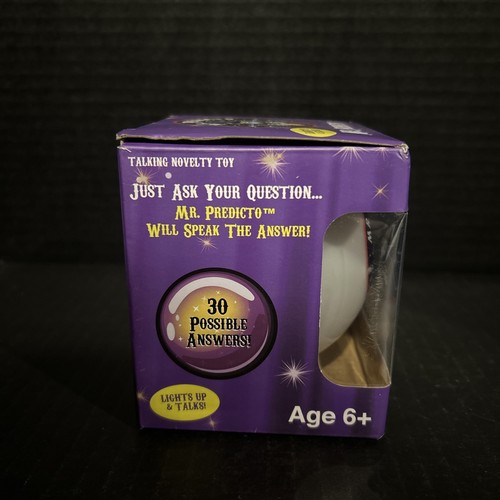 TALKING NOVELTY TOY
JUST ASK YOUR QUESTION...
MR. PREDICTO™
WILL SPEAK THE ANSWER!
30
POSSIBLE
ANSWERS!
LIGHTS UP
& TALKS!
Age 6+